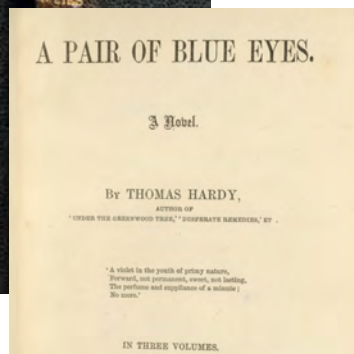 A PAIR OF BLUE EYES.
A Novel.
By THOMAS HARDY,
AUTHOR OF
'UNDER THE GREENWOOD TREE,' 'DESPERATE REMEDIES,' ET .
'A violet in the youth of primy nature,
Forward, not permanent, sweet, not lasting,
The perfume and suppliance of a minute;
No more.'
IN THREE VOLUMES.